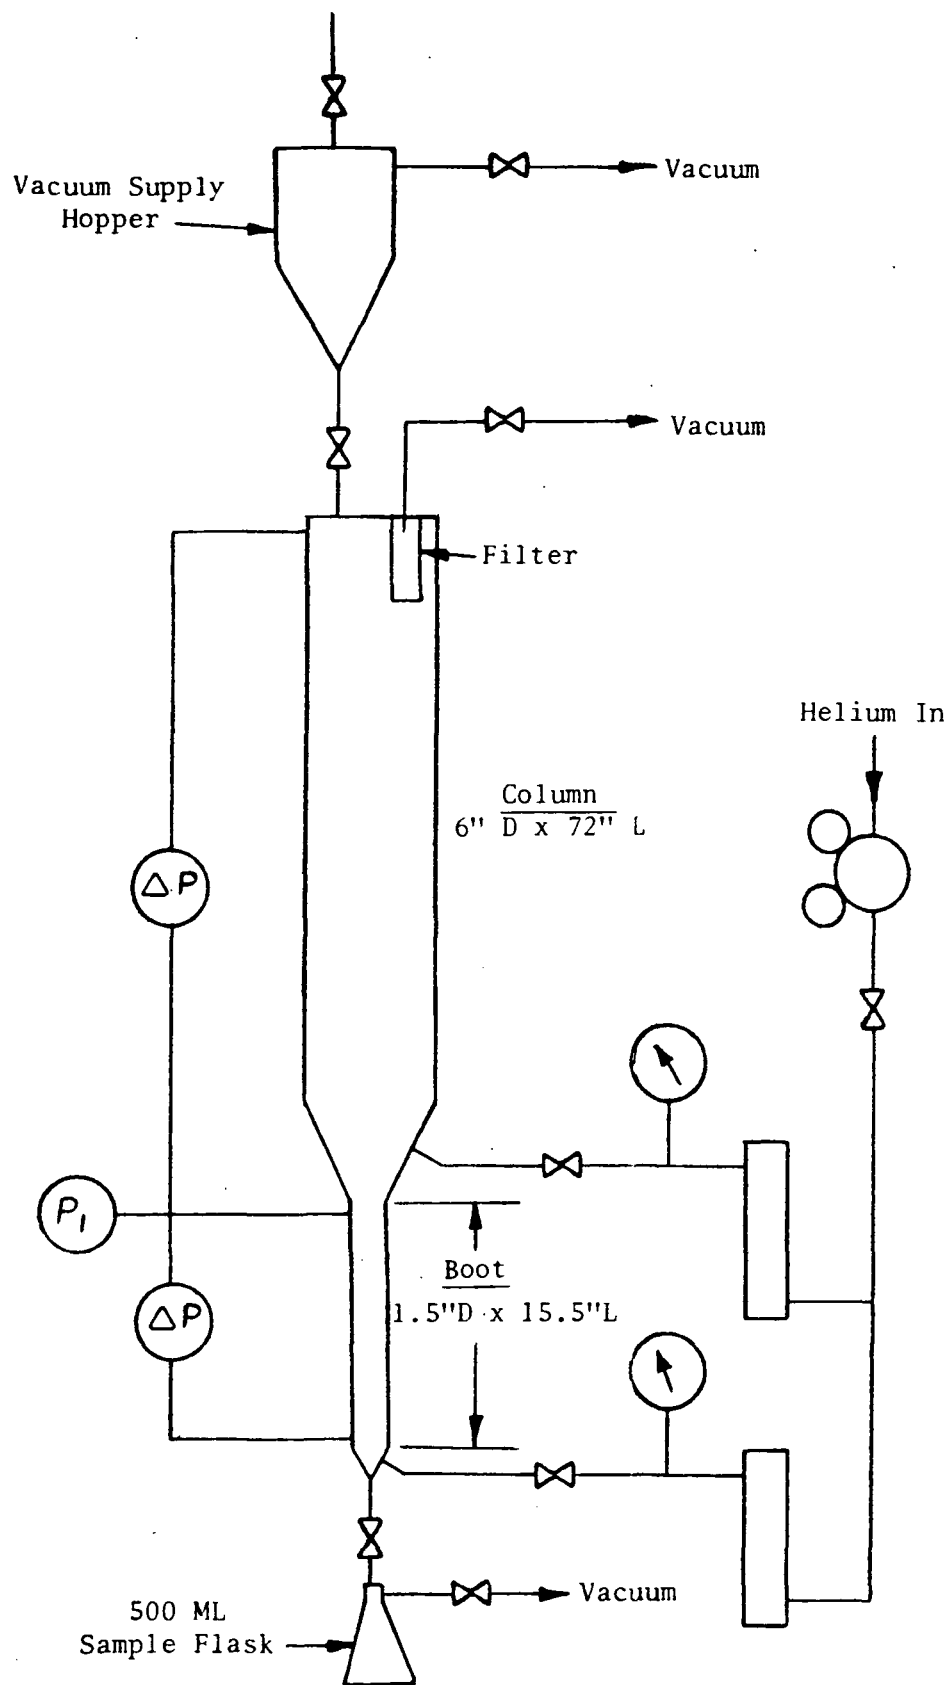 Vacuum Supply
Hopper
Vacuum
Vacuum
Filter
Helium In
Column
6" D x 72" L
ΔP
P1
Boot
1.5"D x 15.5"L
ΔP
500 ML
Sample Flask
Vacuum